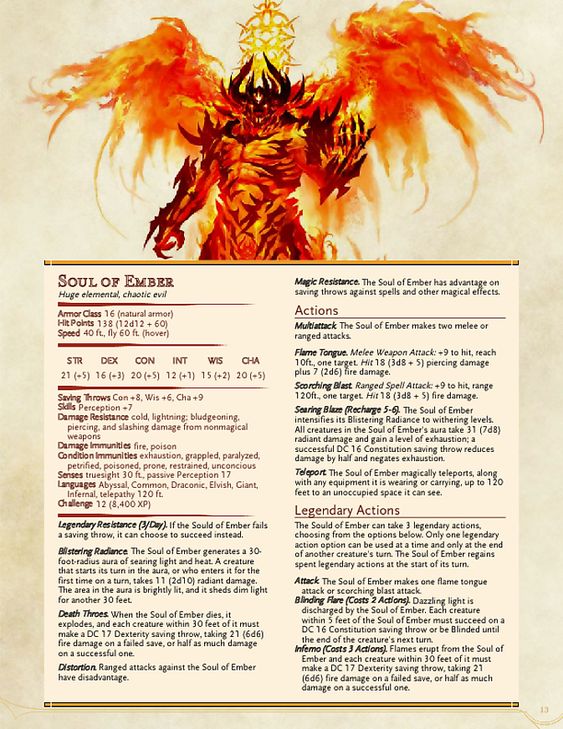 SOUL OF EMBER
Huge elemental, chaotic evil
Armor Class 16 (natural armor)
Hit Points 138 (12d12 + 60)
Speed 40 ft., fly 60 ft. (hover)
STR DEX CON INT WIS CHA
21 (+5) 16 (+3) 20 (+5) 12 (+1) 15 (+2) 20 (+5)
Saving Throws Con +8, Wis +6, Cha +9
Skills Perception +7
Damage Resistance cold, lightning; bludgeoning,
piercing, and slashing damage from nonmagical
weapons
Damage Immunities fire, poison
Condition Immunities exhaustion, grappled, paralyzed,
petrified, poisoned, prone, restrained, unconcious
Senses truesight 30 ft., passive Perception 17
Languages Abyssal, Common, Draconic, Elvish, Giant,
Infernal, telepathy 120 ft.
Challenge 12 (8,400 XP)
Legendary Resistance (3/Day). If the Sould of Ember fails
a saving throw, it can choose to succeed instead.
Blistering Radiance. The Soul of Ember generates a 30-
foot-radius aura of searing light and heat. A creature
that starts its turn in the aura, or who enters it for the
first time on a turn, takes 11 (2d10) radiant damage.
The area in the aura is brightly lit, and it sheds dim light
for another 30 feet.
Death Throes. When the Soul of Ember dies, it
explodes, and each creature within 30 feet of it must
make a DC 17 Dexterity saving throw, taking 21 (6d6)
fire damage on a failed save, or half as much damage
on a successful one.
Distortion. Ranged attacks against the Soul of Ember
have disadvantage.
Magic Resistance. The Soul of Ember has advantage on
saving throws against spells and other magical effects.
Actions
Multiattack. The Soul of Ember makes two melee or
ranged attacks.
Flame Tongue. Melee Weapon Attack: +9 to hit, reach
10ft., one target. Hit 18 (3d8 + 5) piercing damage
plus 7 (2d6) fire damage.
Scorching Blast. Ranged Spell Attack: +9 to hit, range
120ft., one target. Hit 18 (3d8 + 5) fire damage.
Searing Blaze (Recharge 5-6). The Soul of Ember
intensifies its Blistering Radiance to withering levels.
All creatures in the Soul of Ember's aura take 31 (7d8)
radiant damage and gain a level of exhaustion; a
successful DC 16 Constitution saving throw reduces
damage by half and negates exhaustion.
Teleport. The Soul of Ember magically teleports, along
with any equipment it is wearing or carrying, up to 120
feet to an unoccupied space it can see.
Legendary Actions
The Sould of Ember can take 3 legendary actions,
choosing from the options below. Only one legendary
action option can be used at a time and only at the end
of another creature's turn. The Soul of Ember regains
spent legendary actions at the start of its turn.
Attack. The Soul of Ember makes one flame tongue
attack or scorching blast attack.
Blinding Flare (Costs 2 Actions). Dazzling light is
discharged by the Soul of Ember. Each creature
within 5 feet of the Soul of Ember must succeed on a
DC 16 Constitution saving throw or be Blinded until
the end of the creature's next turn.
Inferno (Costs 3 Actions). Flames erupt from the Soul of
Ember and each creature within 30 feet of it must
make a DC 17 Dexterity saving throw, taking 21
(6d6) fire damage on a failed save, or half as much
damage on a successful one.
13